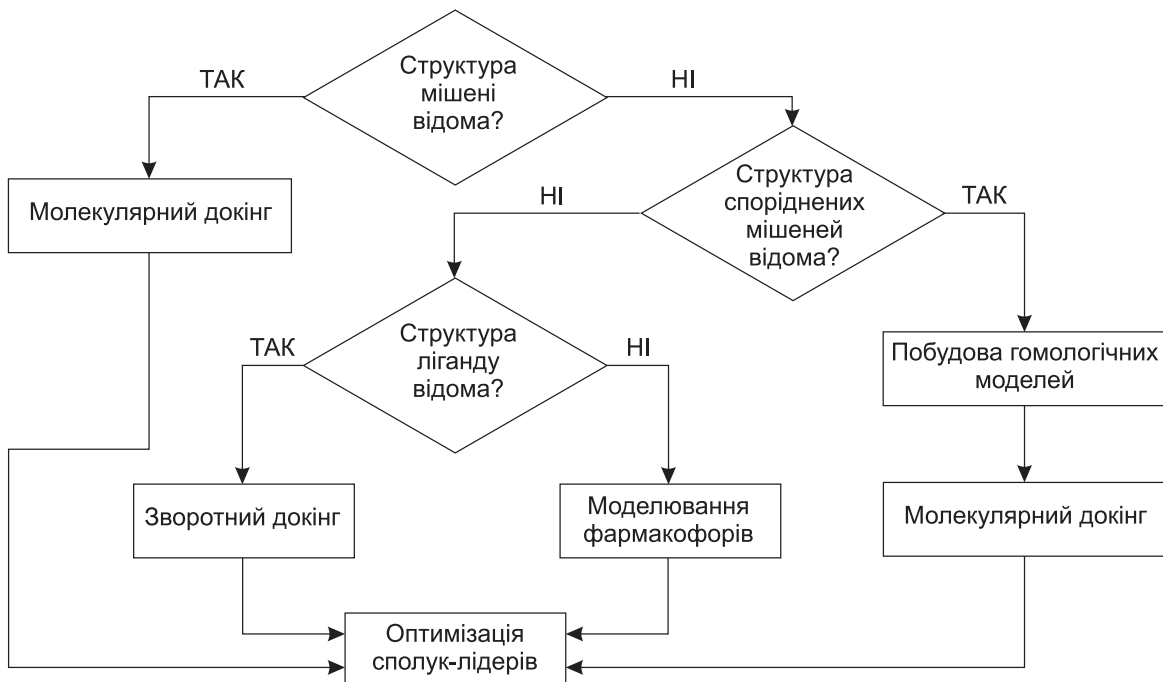 Структура
мішені
відома?
ТАК
НІ
Молекулярний докінг
Структура
споріднених
мішеней
відома?
НІ
ТАК
Структура
ліганду
відома?
ТАК
НІ
Побудова гомологічних
моделей
Зворотний докінг
Моделювання
фармакофорів
Молекулярний докінг
Оптимізація
сполук-лідерів